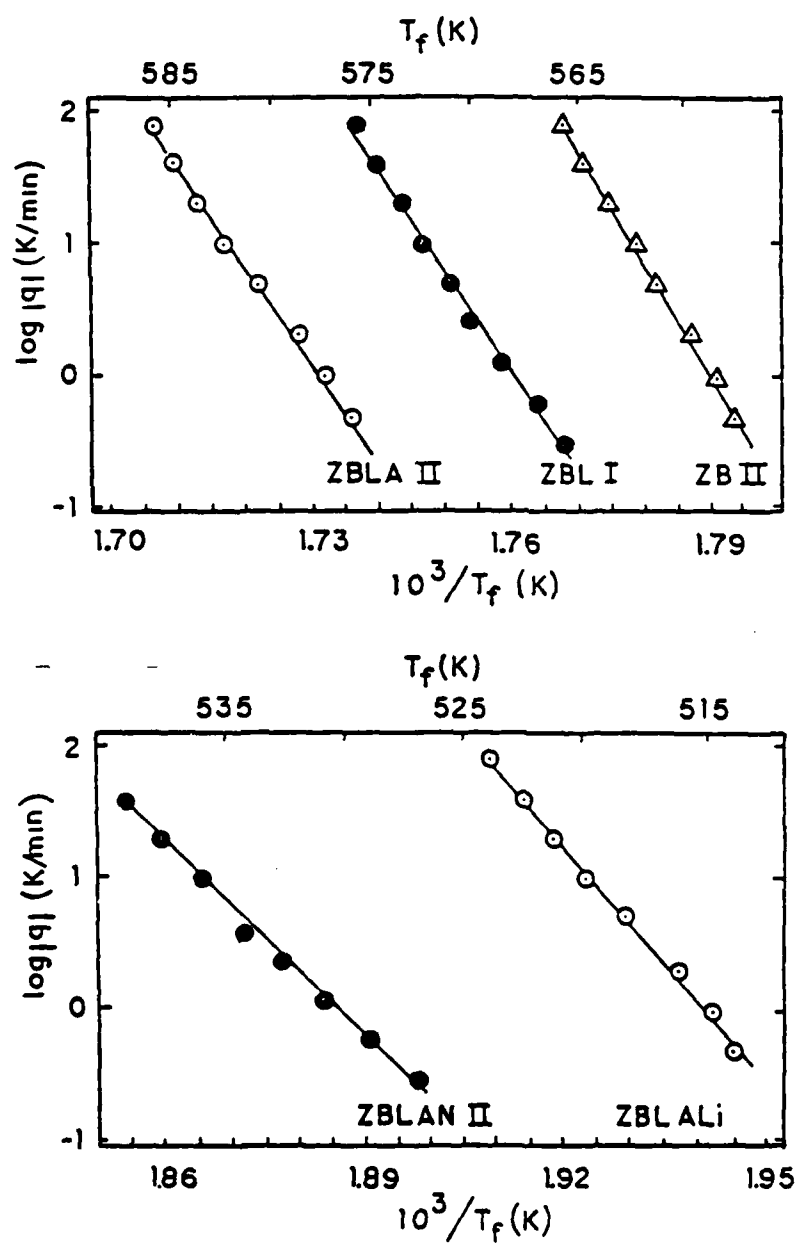 T_f (K)
585 575 565
2
1
0
-1
log |q| (K/min)
ZBLA II ZBL I ZB II
1.70 1.73 1.76 1.79
10^3/T_f (K)
T_f (K)
535 525 515
2
1
0
-1
log |q| (K/min)
ZBLAN II ZBLALi
1.86 1.89 1.92 1.95
10^3/T_f (K)